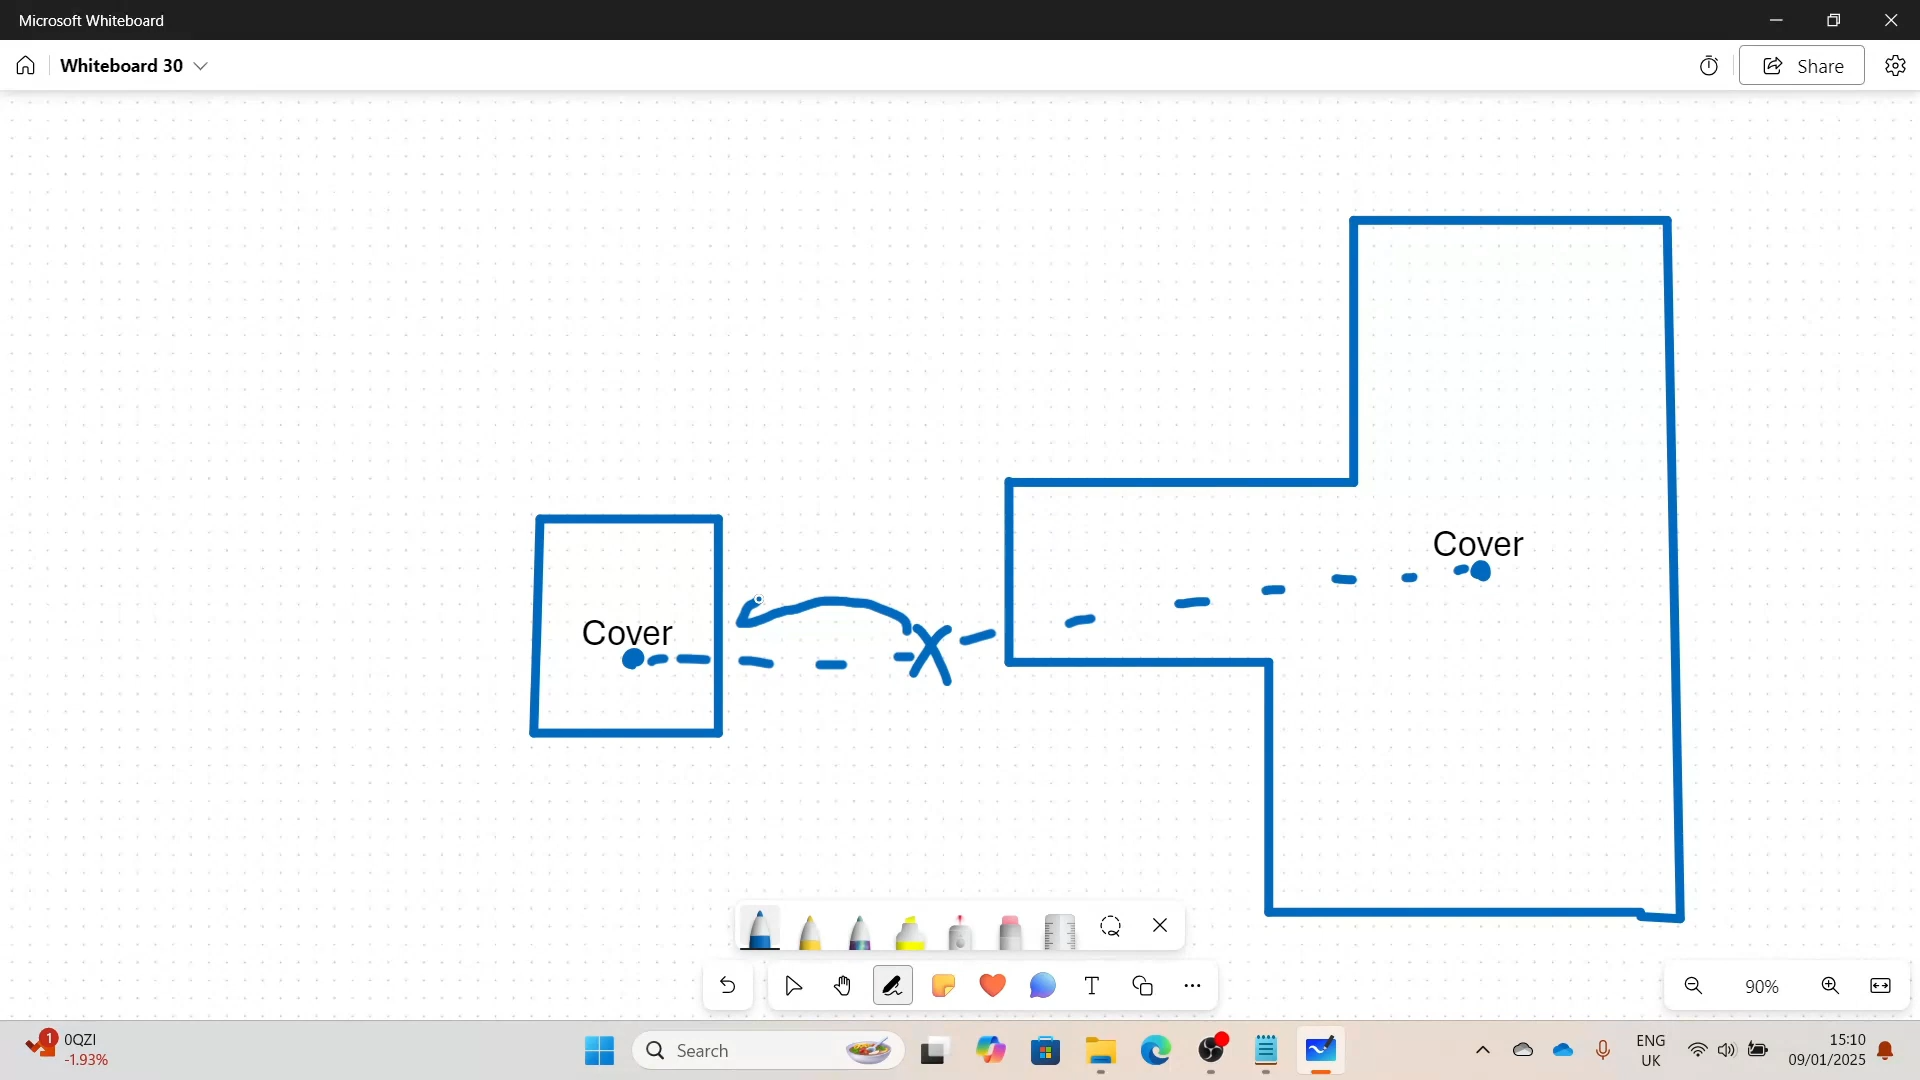 Microsoft Whiteboard
Whiteboard 30
Share
Cover
Cover
T
90%
1
0QZI
-1.93%
Search
ENG
UK
15:10
09/01/2025